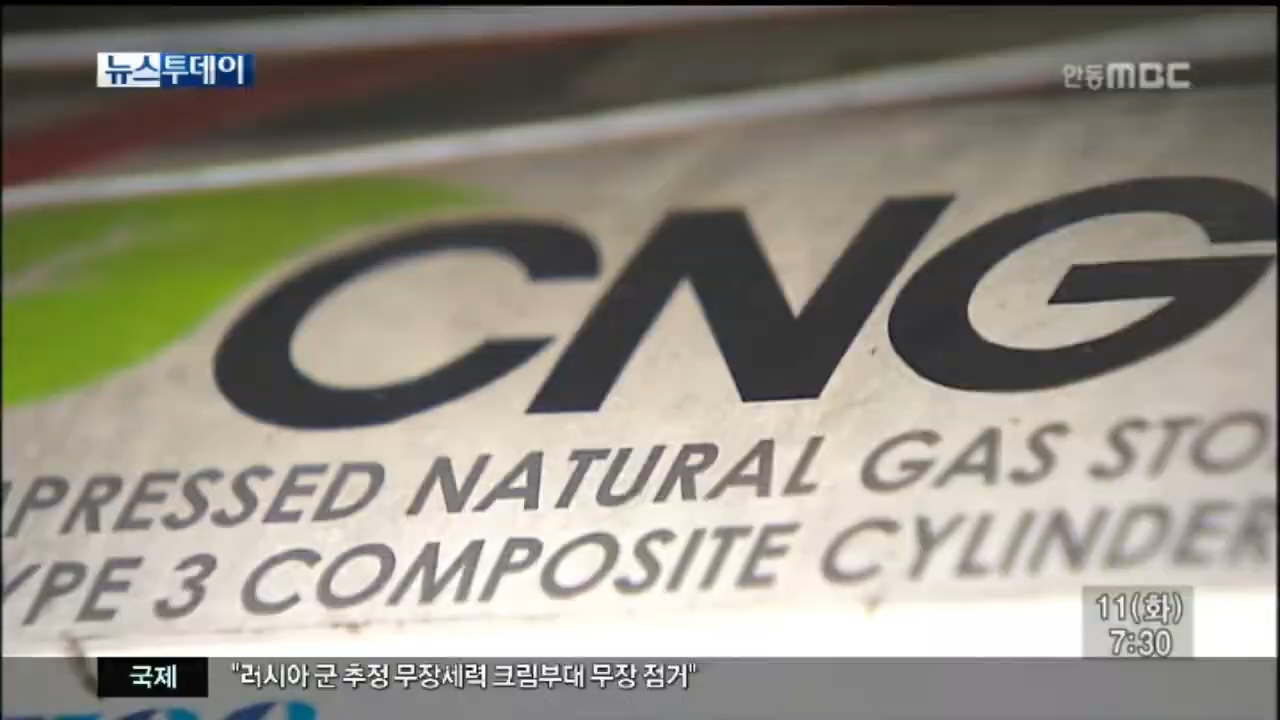 뉴스투데이
안동MBC
CNG
PRESSED NATURAL GAS STO
YPE 3 COMPOSITE CYLINDER
11(화)
7:30
국제 "러시아 군 추정 무장세력 크림부대 무장 점거"